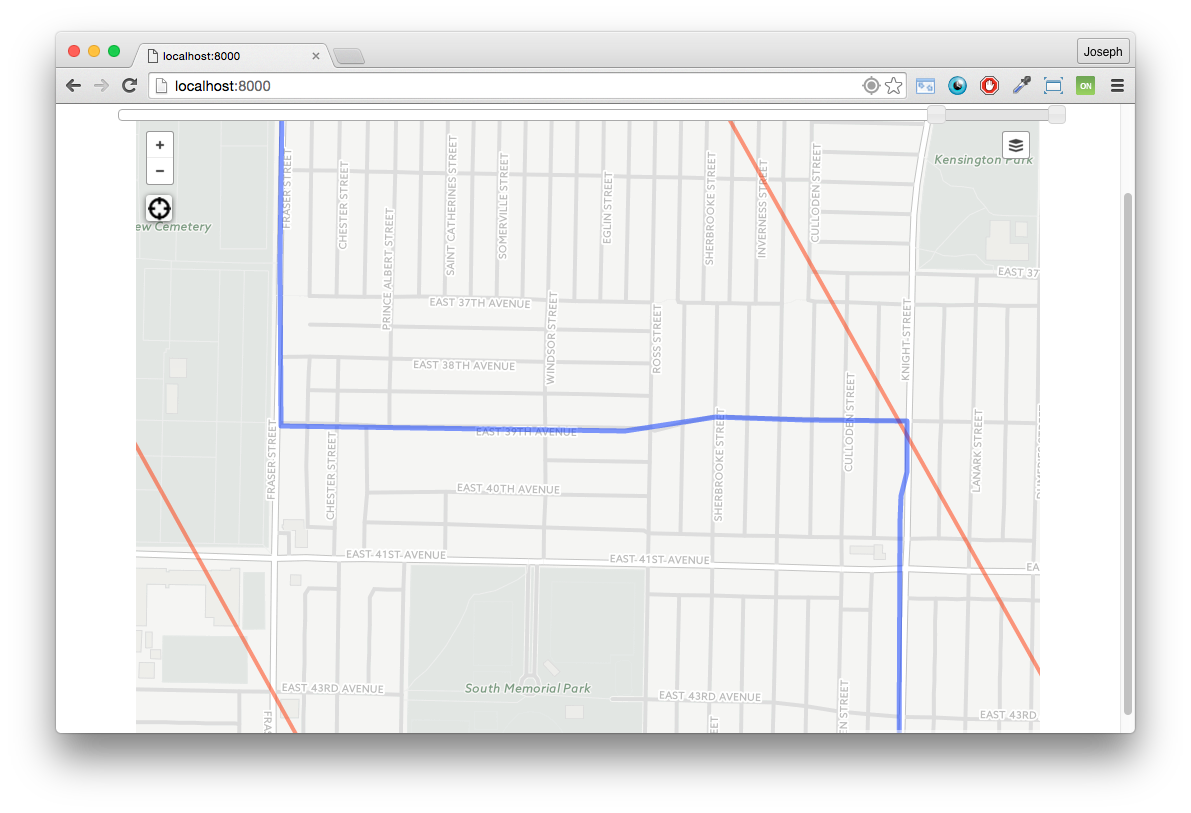 localhost:8000
Joseph
localhost:8000
ON
+
−
Kensington Park
ew Cemetery
FRASER STREET
CHESTER STREET
PRINCE ALBERT STREET
SAINT CATHERINES STREET
SOMERVILLE STREET
EGLIN STREET
SHERBROOKE STREET
INVERNESS STREET
CULLODEN STREET
EAST 37
EAST 37TH AVENUE
WINDSOR STREET
ROSS STREET
KNIGHT STREET
EAST 38TH AVENUE
CULLODEN STREET
EAST 39TH AVENUE
FRASER STREET
CHESTER STREET
SHERBROOKE STREET
LANARK STREET
EAST 40TH AVENUE
EAST 41ST AVENUE
EAST 41ST AVENUE
EA
South Memorial Park
EAST 43RD AVENUE
EAST 43RD AVENUE
EAST 43RD
FRA
EET
EN STREET